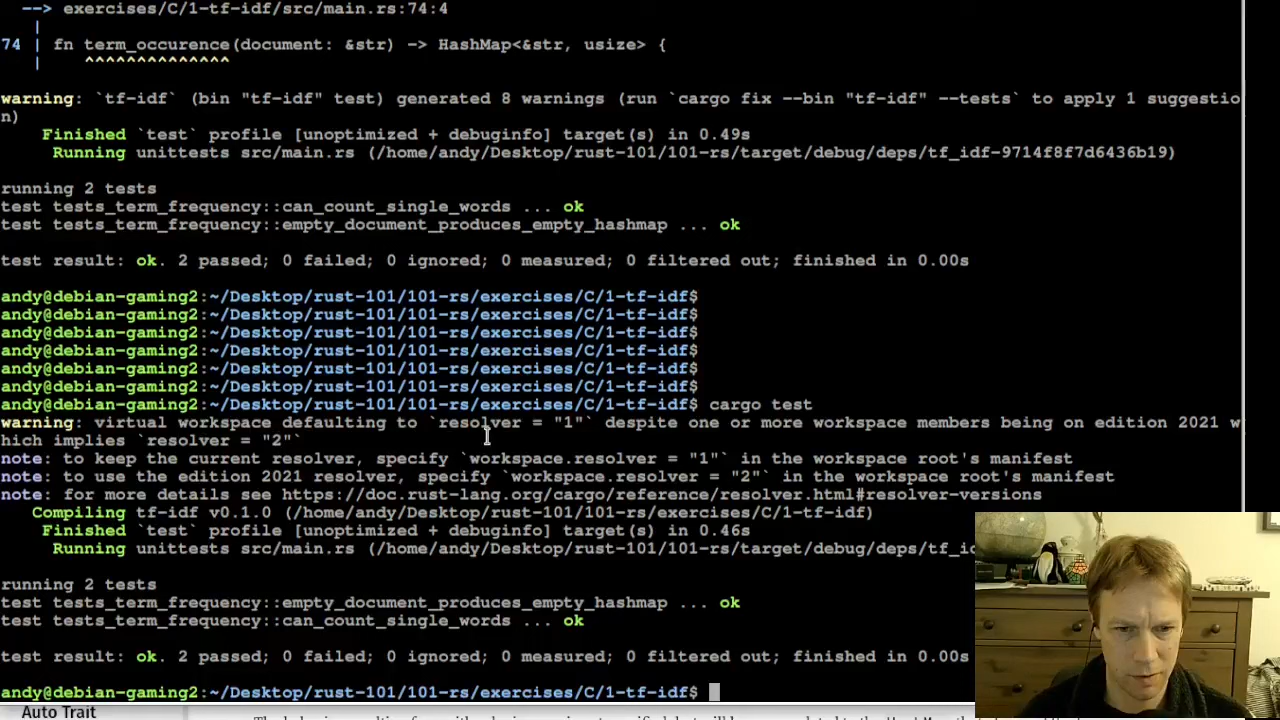 --> exercises/C/1-tf-idf/src/main.rs:74:4
|
74 | fn term_occurence(document: &str) -> HashMap<&str, usize> {
| ^^^^^^^^^^^^^^
warning: `tf-idf` (bin "tf-idf" test) generated 8 warnings (run `cargo fix --bin "tf-idf" --tests` to apply 1 suggestio
n)
Finished `test` profile [unoptimized + debuginfo] target(s) in 0.49s
Running unittests src/main.rs (/home/andy/Desktop/rust-101/101-rs/target/debug/deps/tf_idf-9714f8f7d6436b19)
running 2 tests
test tests_term_frequency::can_count_single_words ... ok
test tests_term_frequency::empty_document_produces_empty_hashmap ... ok
test result: ok. 2 passed; 0 failed; 0 ignored; 0 measured; 0 filtered out; finished in 0.00s
andy@debian-gaming2:~/Desktop/rust-101/101-rs/exercises/C/1-tf-idf$
andy@debian-gaming2:~/Desktop/rust-101/101-rs/exercises/C/1-tf-idf$
andy@debian-gaming2:~/Desktop/rust-101/101-rs/exercises/C/1-tf-idf$
andy@debian-gaming2:~/Desktop/rust-101/101-rs/exercises/C/1-tf-idf$
andy@debian-gaming2:~/Desktop/rust-101/101-rs/exercises/C/1-tf-idf$
andy@debian-gaming2:~/Desktop/rust-101/101-rs/exercises/C/1-tf-idf$
andy@debian-gaming2:~/Desktop/rust-101/101-rs/exercises/C/1-tf-idf$ cargo test
warning: virtual workspace defaulting to `resolver = "1"` despite one or more workspace members being on edition 2021 w
hich implies `resolver = "2"`
note: to keep the current resolver, specify `workspace.resolver = "1"` in the workspace root's manifest
note: to use the edition 2021 resolver, specify `workspace.resolver = "2"` in the workspace root's manifest
note: for more details see https://doc.rust-lang.org/cargo/reference/resolver.html#resolver-versions
Compiling tf-idf v0.1.0 (/home/andy/Desktop/rust-101/101-rs/exercises/C/1-tf-idf)
Finished `test` profile [unoptimized + debuginfo] target(s) in 0.46s
Running unittests src/main.rs (/home/andy/Desktop/rust-101/101-rs/target/debug/deps/tf_i
running 2 tests
test tests_term_frequency::empty_document_produces_empty_hashmap ... ok
test tests_term_frequency::can_count_single_words ... ok
test result: ok. 2 passed; 0 failed; 0 ignored; 0 measured; 0 filtered out; finished in 0.00s
andy@debian-gaming2:~/Desktop/rust-101/101-rs/exercises/C/1-tf-idf$
Auto Trait